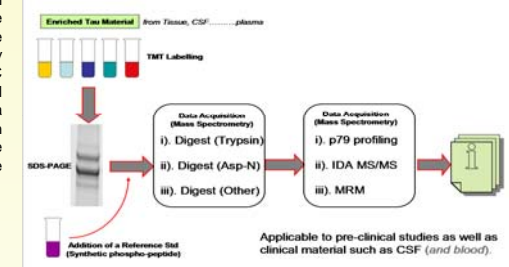 Enriched Tau Material from Tissue, CSF..........plasma
TMT Labelling
SDS-PAGE
Data Acquisition
(Mass Spectrometry)
i). Digest (Trypsin)
ii). Digest (Asp-N)
iii). Digest (Other)
Data Acquisition
(Mass Spectrometry)
i). p79 profiling
ii). IDA MS/MS
iii). MRM
i
Addition of a Reference Std
(Synthetic phospho-peptide)
Applicable to pre-clinical studies as well as
clinical material such as CSF (and blood).